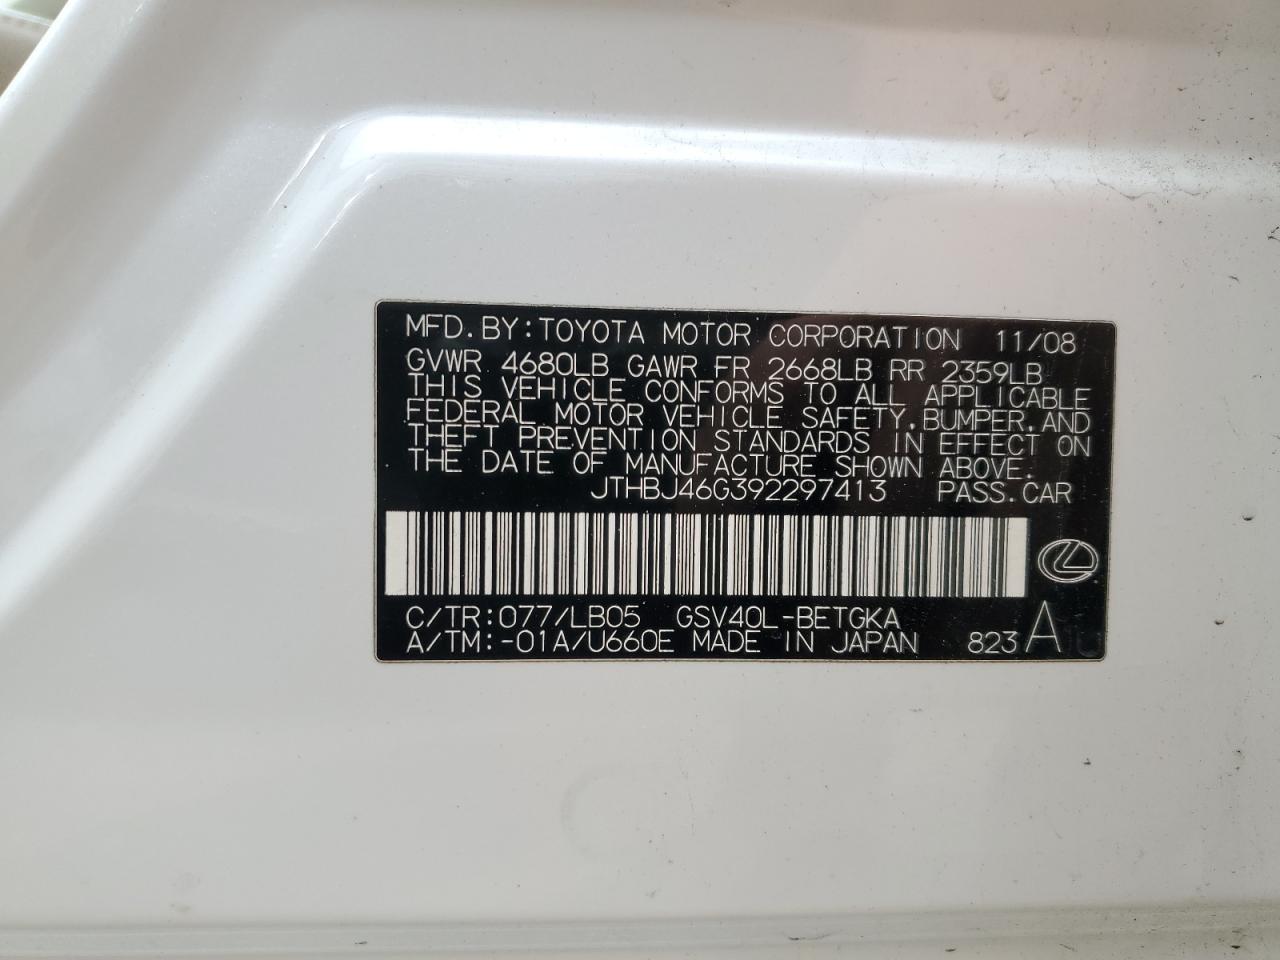 MFD.BY:TOYOTA MOTOR CORPORATION 11/08
GVWR 4680LB GAWR FR 2668LB RR 2359LB
THIS VEHICLE CONFORMS TO ALL APPLICABLE
FEDERAL MOTOR VEHICLE SAFETY,BUMPER,AND
THEFT PREVENTION STANDARDS IN EFFECT ON
THE DATE OF MANUFACTURE SHOWN ABOVE.
JTHBJ46G392297413 PASS.CAR
C/TR:077/LB05 GSV40L-BETGKA
A/TM:-01A/U660E MADE IN JAPAN 823 A